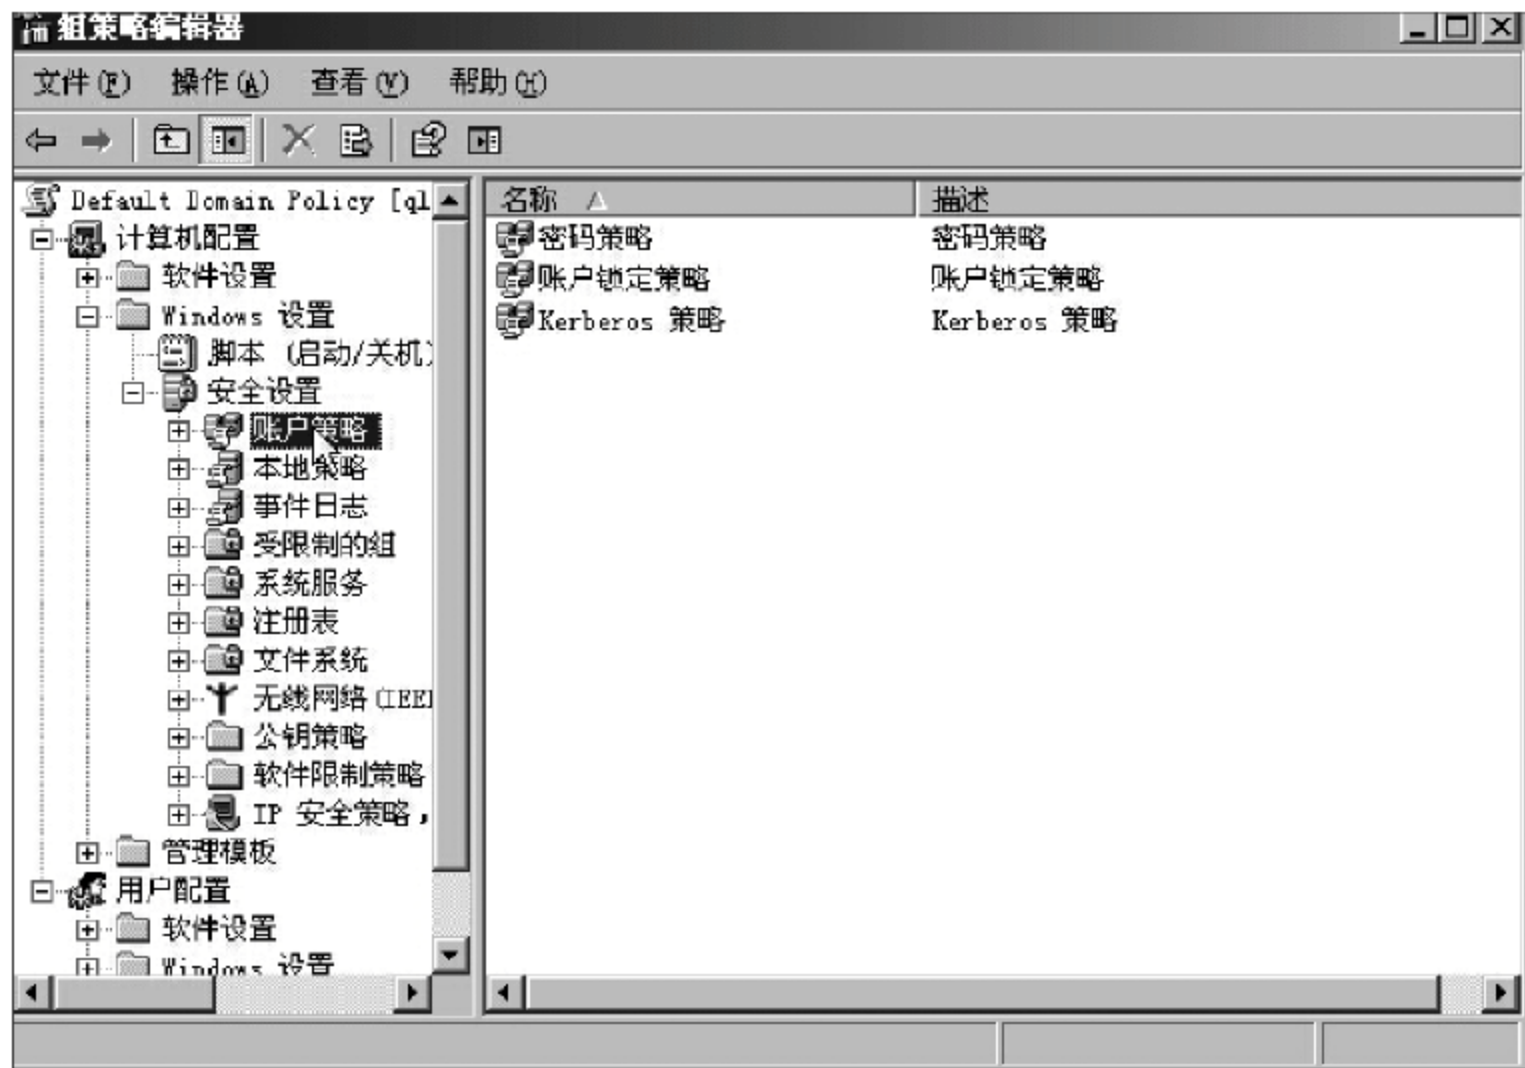 组策略编辑器
文件(F) 操作(A) 查看(V) 帮助(H)
Default Domain Policy [ql
计算机配置
软件设置
Windows 设置
脚本 (启动/关机)
安全设置
账户策略
本地策略
事件日志
受限制的组
系统服务
注册表
文件系统
无线网络(IEE
公钥策略
软件限制策略
IP 安全策略,
管理模板
用户配置
软件设置
Windows 设置
名称 描述
密码策略 密码策略
账户锁定策略 账户锁定策略
Kerberos 策略 Kerberos 策略